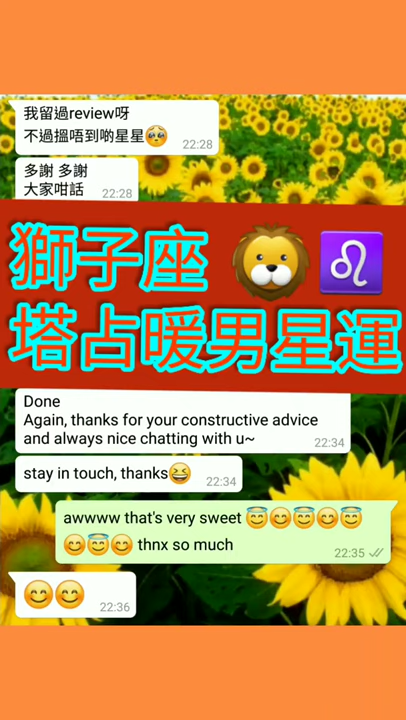 我留過review呀
不過搵唔到啲星星🥺
22:28
多謝 多謝
大家咁話
22:28
獅子座 🦁 ♌
塔占暖男星運
Done
Again, thanks for your constructive advice
and always nice chatting with u~
22:34
stay in touch, thanks😆
22:34
awwww that's very sweet 😇😊😇😊😇
😊😇😊 thnx so much
22:35
😊😊
22:36